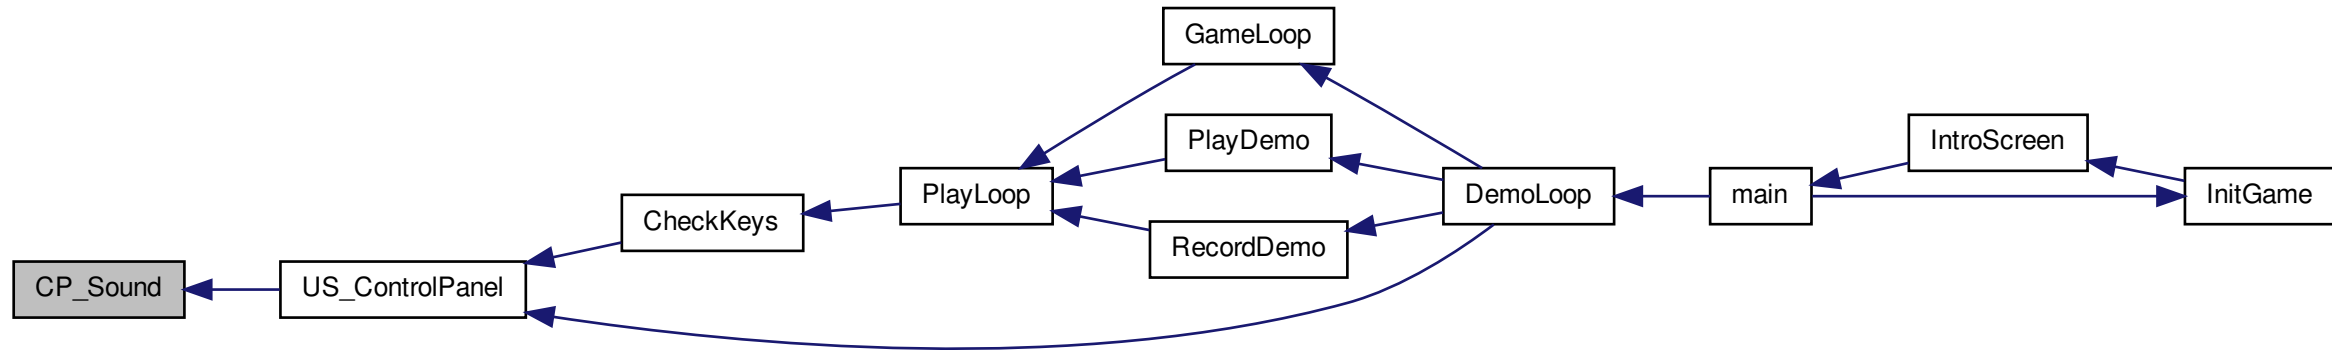 GameLoop
PlayDemo
IntroScreen
PlayLoop
DemoLoop
main
InitGame
CheckKeys
RecordDemo
CP_Sound
US_ControlPanel